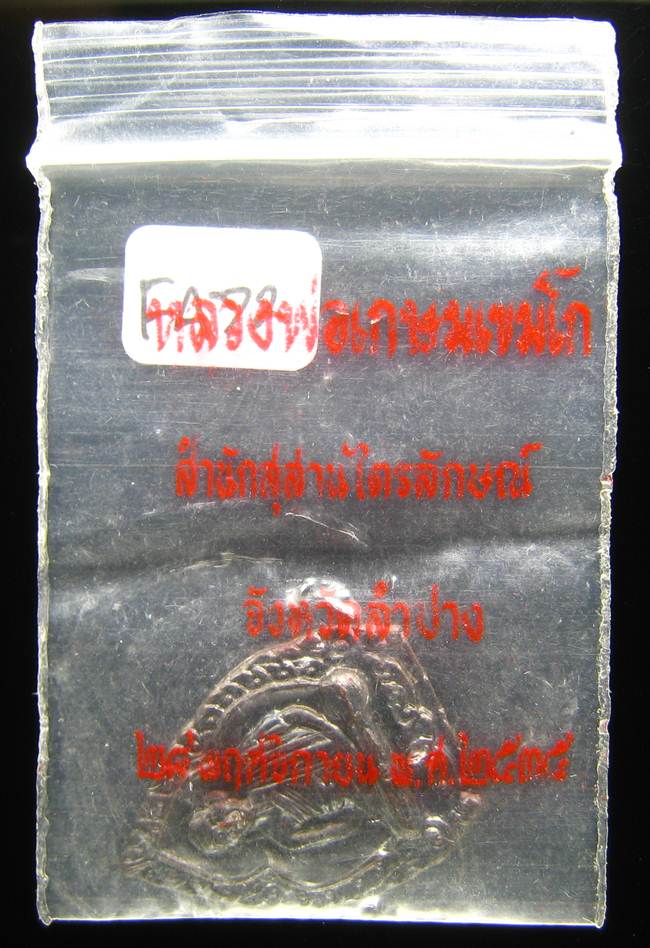 หลวงพ่อเกษมเขมโก
สำนักสุสานไตรลักษณ์
จังหวัดลำปาง
๒๘ พฤศจิกายน พ.ศ.๒๕๓๕